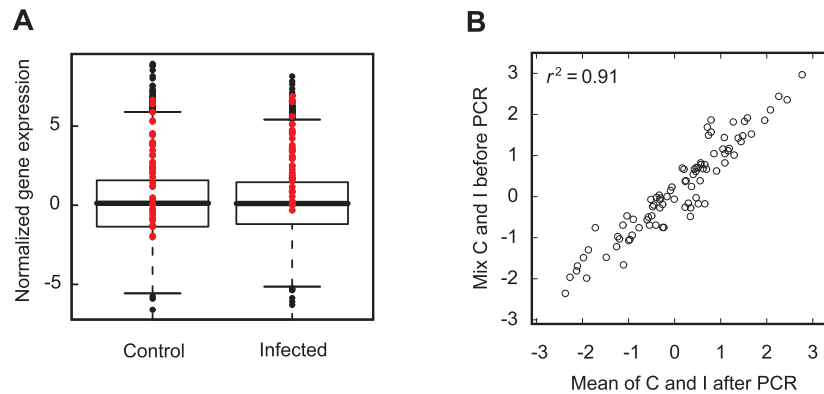 A
Normalized gene expression
5
0
-5
Control
Infected
B
r² = 0.91
Mix C and I before PCR
3
2
1
0
-1
-2
-3
-3 -2 -1 0 1 2 3
Mean of C and I after PCR